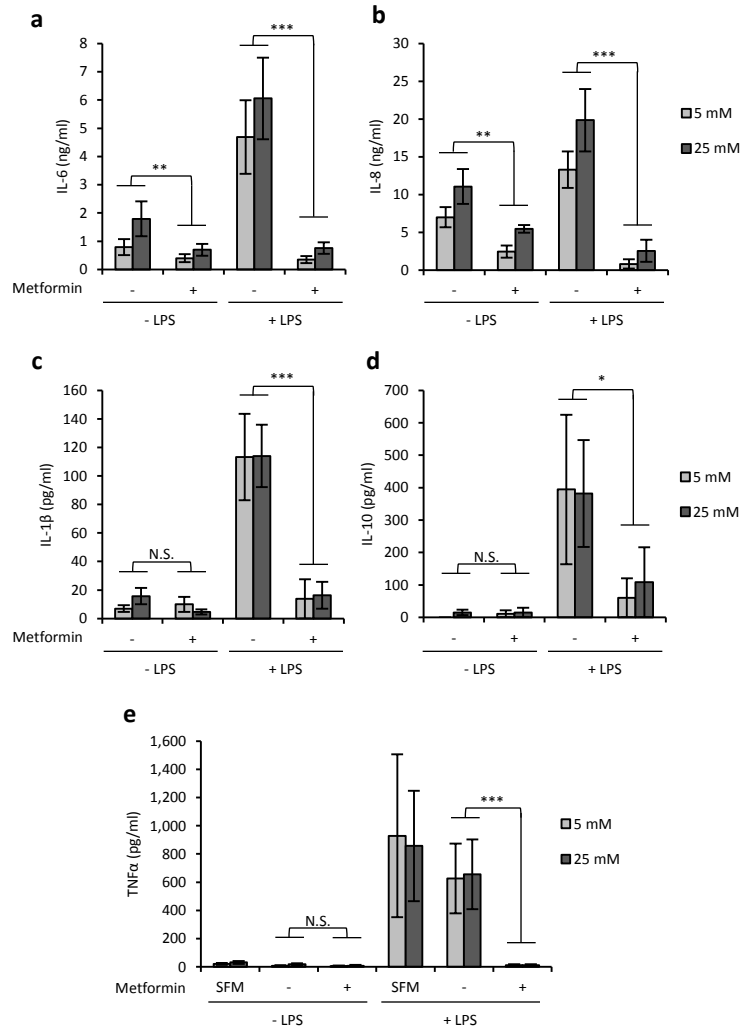 a
b
***
***
8
7
6
5
4
3
2
1
0
IL-6 (ng/ml)
**
30
25
20
15
10
5
0
IL-8 (ng/ml)
**
5 mM
25 mM
Metformin - + - +
- LPS + LPS
- + - +
- LPS + LPS
c
d
***
*
160
140
120
100
80
60
40
20
0
IL-1β (pg/ml)
N.S.
700
600
500
400
300
200
100
0
IL-10 (pg/ml)
N.S.
5 mM
25 mM
Metformin - + - +
- LPS + LPS
- + - +
- LPS + LPS
e
1,600
1,400
1,200
1,000
800
600
400
200
0
TNFα (pg/ml)
N.S.
***
5 mM
25 mM
Metformin SFM - + SFM - +
- LPS + LPS